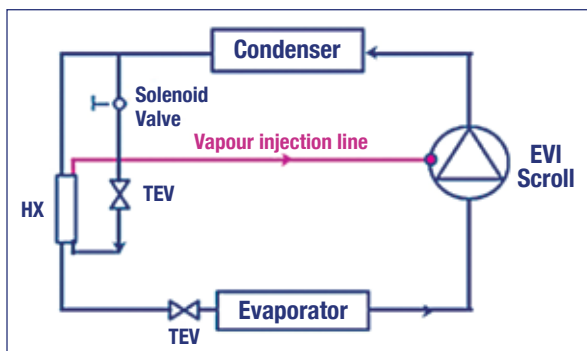 Condenser
Solenoid
Valve
Vapour injection line
EVI
Scroll
HX
TEV
Evaporator
TEV